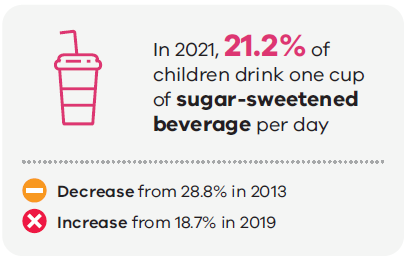 In 2021, 21.2% of
children drink one cup
of sugar-sweetened
beverage per day
Decrease from 28.8% in 2013
Increase from 18.7% in 2019